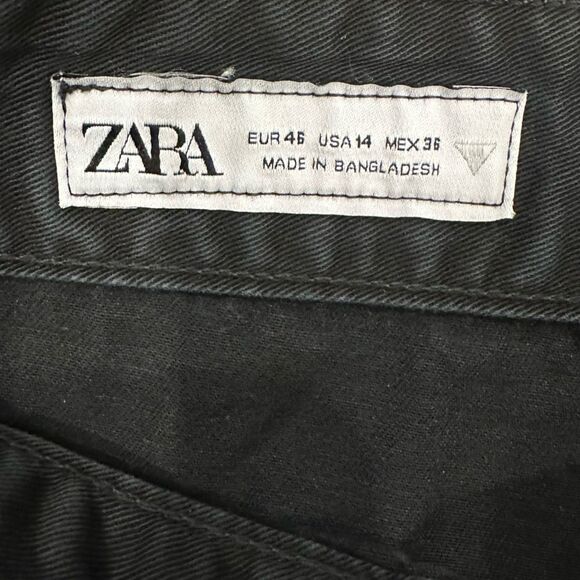 ZARA
EUR 46 USA 14 MEX 36
MADE IN BANGLADESH